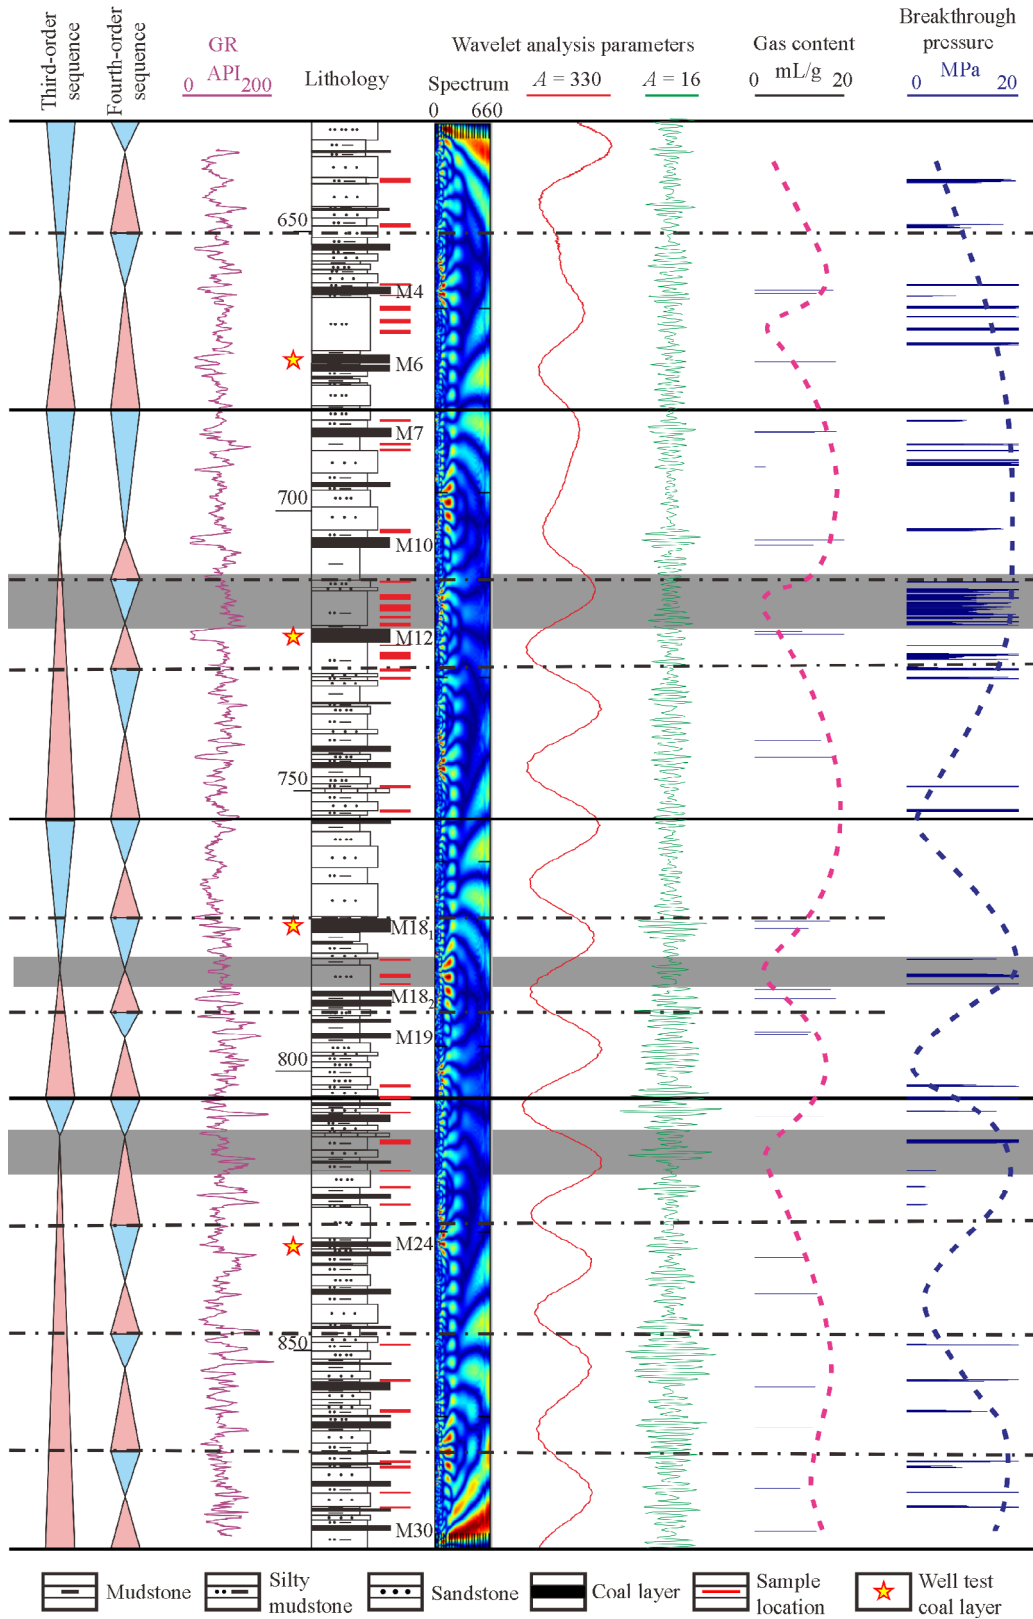 Third-order
sequence
Fourth-order
sequence
GR
API
0 200
Lithology
Wavelet analysis parameters
Spectrum
0 660
A = 330
A = 16
Gas content
mL/g
0 20
Breakthrough
pressure
MPa
0 20
650
M4
M6
M7
700
M10
M12
750
M18₁
M18₂
M19
800
M24
850
M30
Mudstone
Silty
mudstone
Sandstone
Coal layer
Sample
location
Well test
coal layer